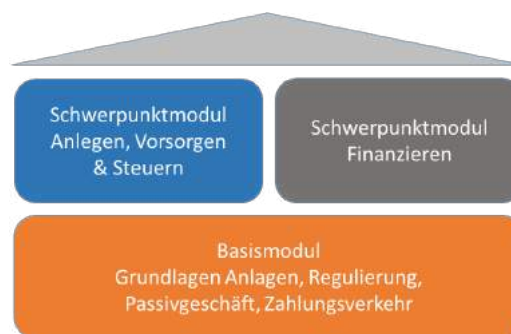 Schwerpunktmodul
Anlegen, Vorsorgen
& Steuern
Schwerpunktmodul
Finanzieren
Basismodul
Grundlagen Anlagen, Regulierung,
Passivgeschäft, Zahlungsverkehr